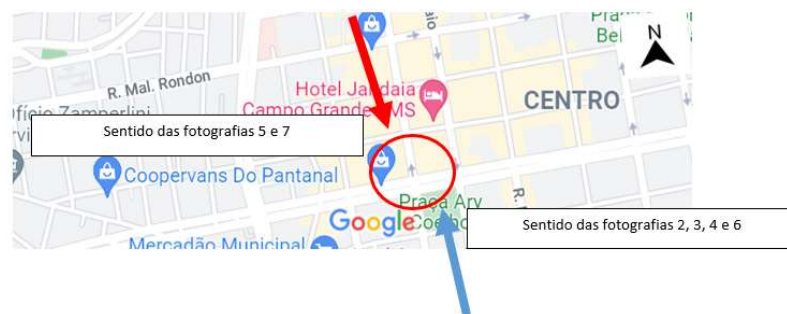 N
R. Mal. Rondon
Hotel Jandaia
Campo Grande MS
CENTRO
Sentido das fotografias 5 e 7
Coopervans Do Pantanal
R.
Praça Ary
Coelho
Google
Sentido das fotografias 2, 3, 4 e 6
Mercadão Municipal